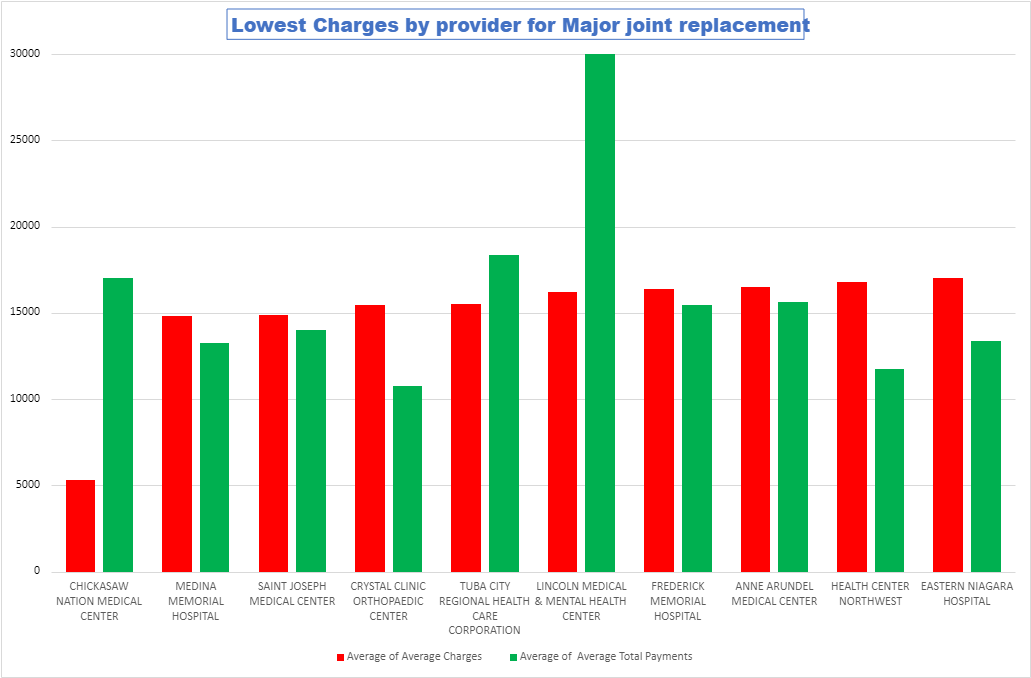 Lowest Charges by provider for Major joint replacement
30000
25000
20000
15000
10000
5000
0
CHICKASAW
NATION MEDICAL
CENTER
MEDINA
MEMORIAL
HOSPITAL
SAINT JOSEPH
MEDICAL CENTER
CRYSTAL CLINIC
ORTHOPAEDIC
CENTER
TUBA CITY
REGIONAL HEALTH
CARE
CORPORATION
LINCOLN MEDICAL
& MENTAL HEALTH
CENTER
FREDERICK
MEMORIAL
HOSPITAL
ANNE ARUNDEL
MEDICAL CENTER
HEALTH CENTER
NORTHWEST
EASTERN NIAGARA
HOSPITAL
Average of Average Charges
Average of  Average Total Payments